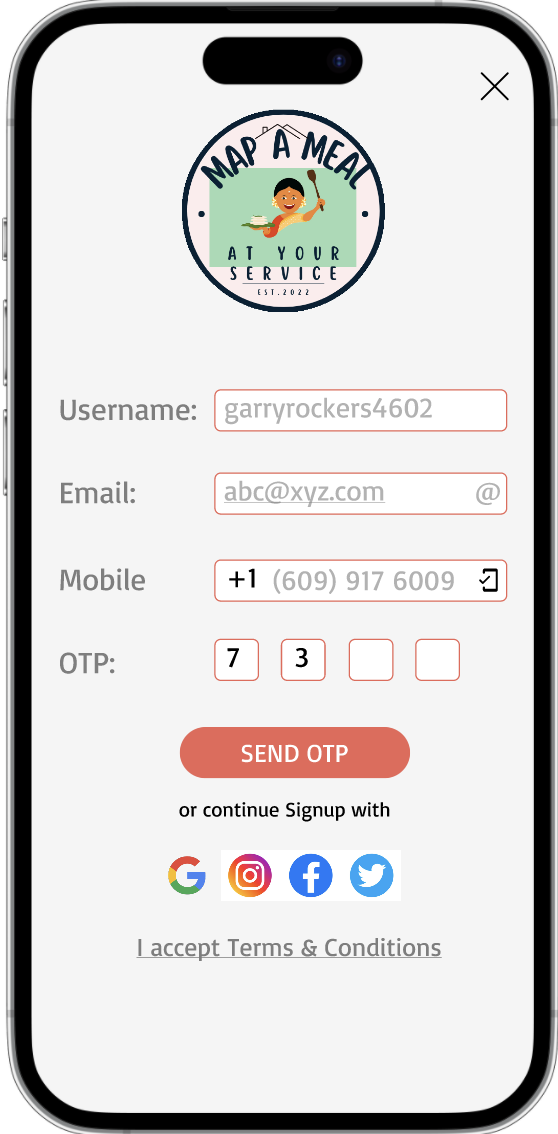 MAP A MEAL
AT YOUR
SERVICE
EST.2022
Username: garryrockers4602
Email: abc@xyz.com @
Mobile +1 (609) 917 6009
OTP: 7 3
SEND OTP
or continue Signup with
I accept Terms & Conditions